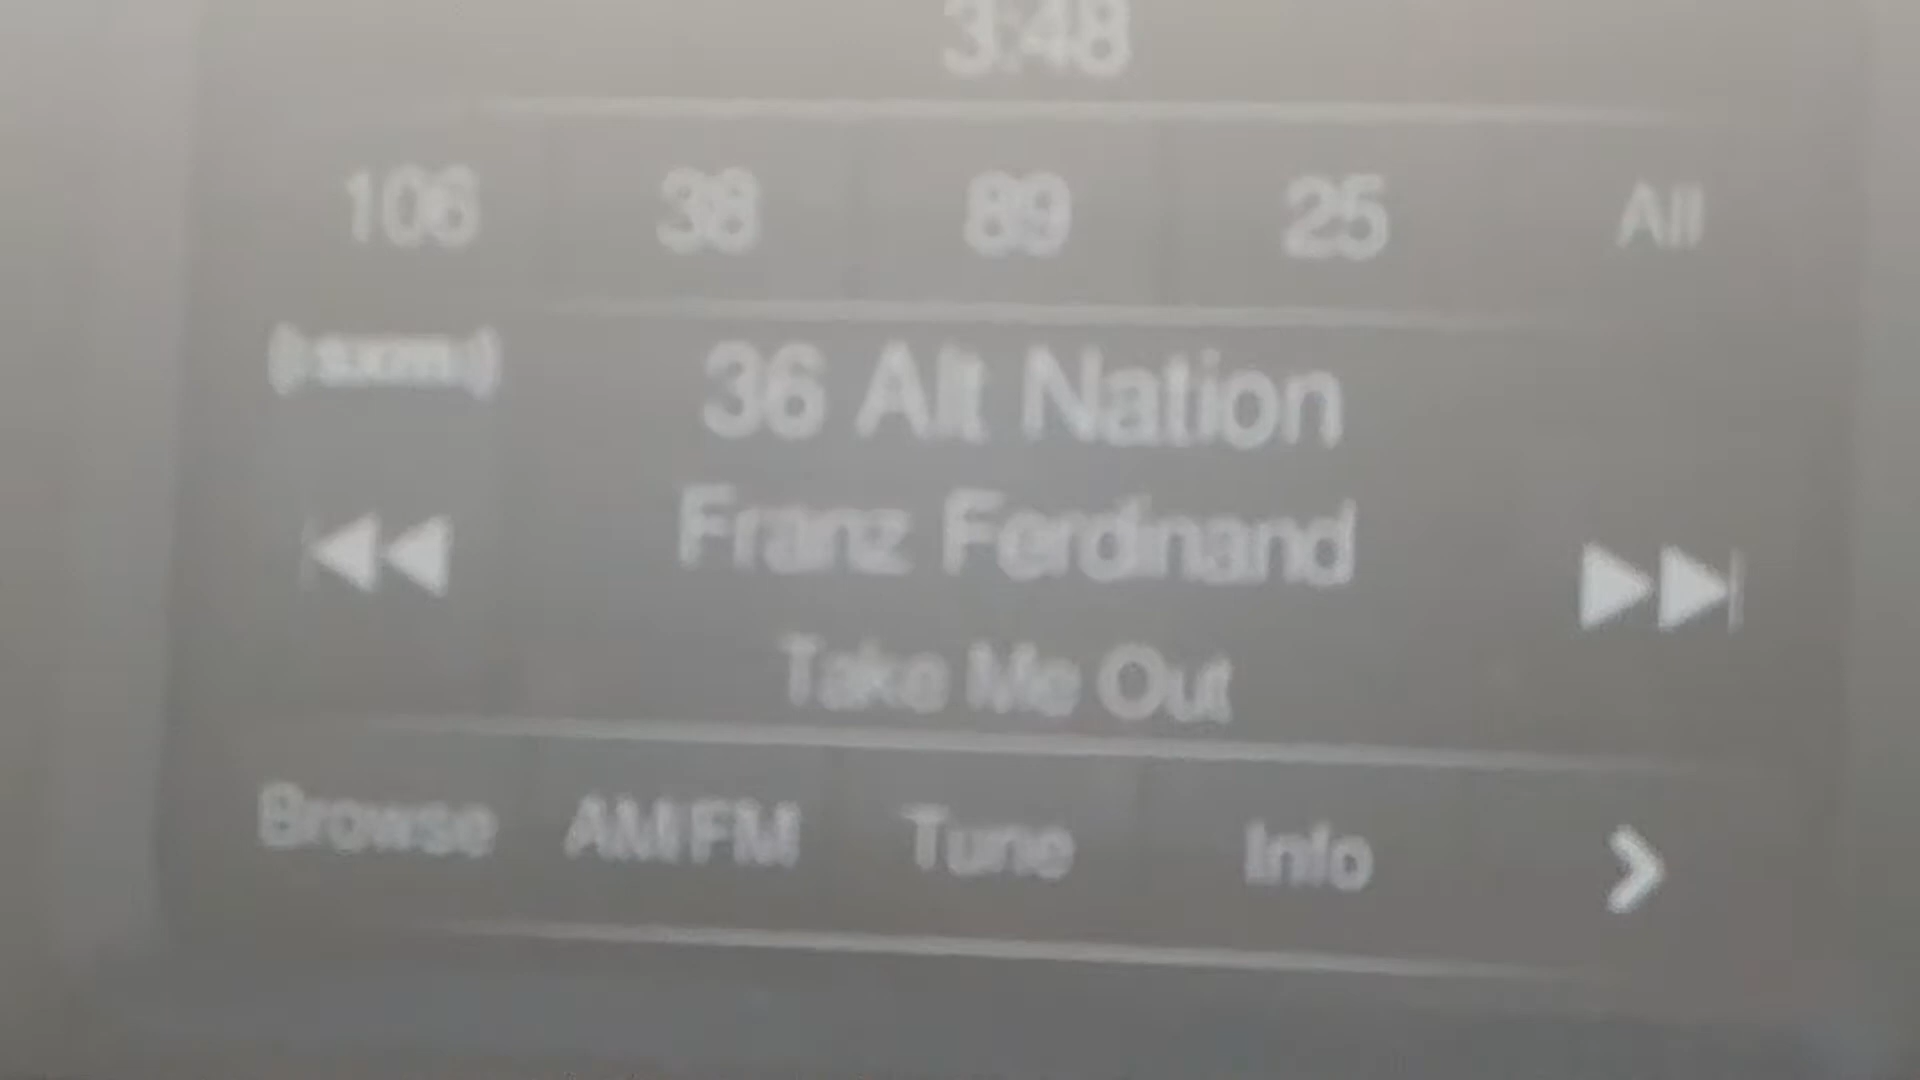 3:48
106 38 89 25 All
((SXM))
36 Alt Nation
Franz Ferdinand
Take Me Out
Browse AM/FM Tune Info